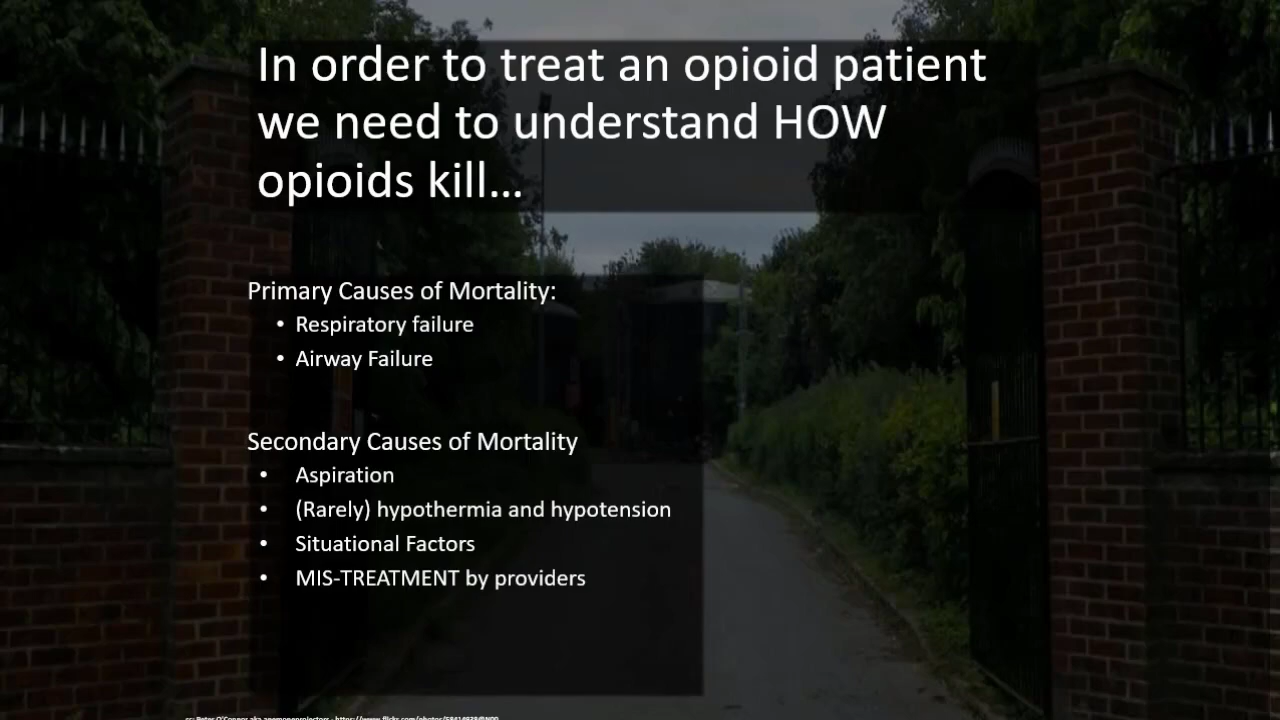 In order to treat an opioid patient
we need to understand HOW
opioids kill...
Primary Causes of Mortality:
• Respiratory failure
• Airway Failure
Secondary Causes of Mortality
• Aspiration
• (Rarely) hypothermia and hypotension
• Situational Factors
• MIS-TREATMENT by providers